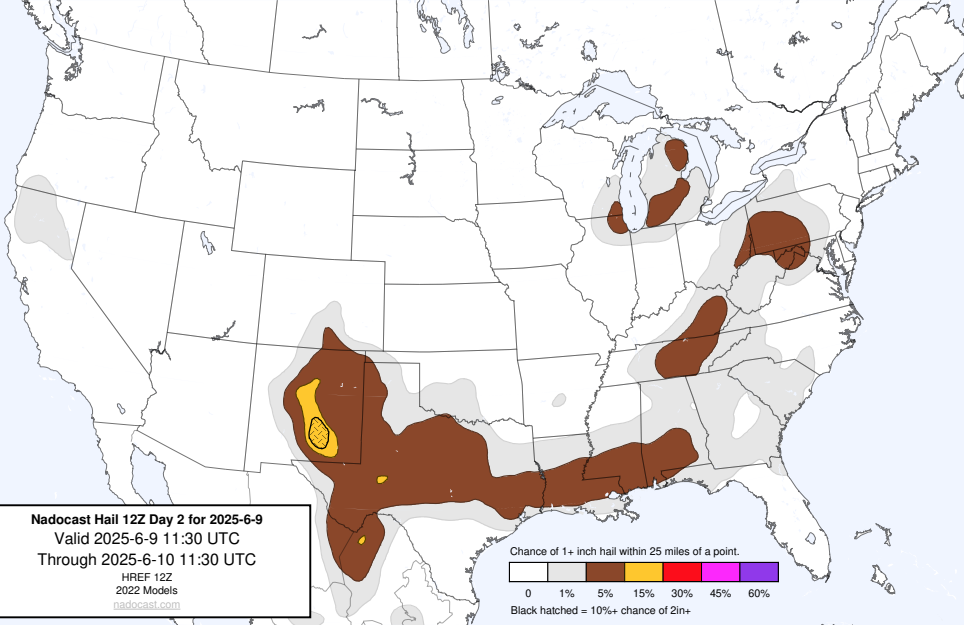 Nadocast Hail 12Z Day 2 for 2025-6-9
Valid 2025-6-9 11:30 UTC
Through 2025-6-10 11:30 UTC
HREF 12Z
2022 Models
nadocast.com
Chance of 1+ inch hail within 25 miles of a point.
0 1% 5% 15% 30% 45% 60%
Black hatched = 10%+ chance of 2in+